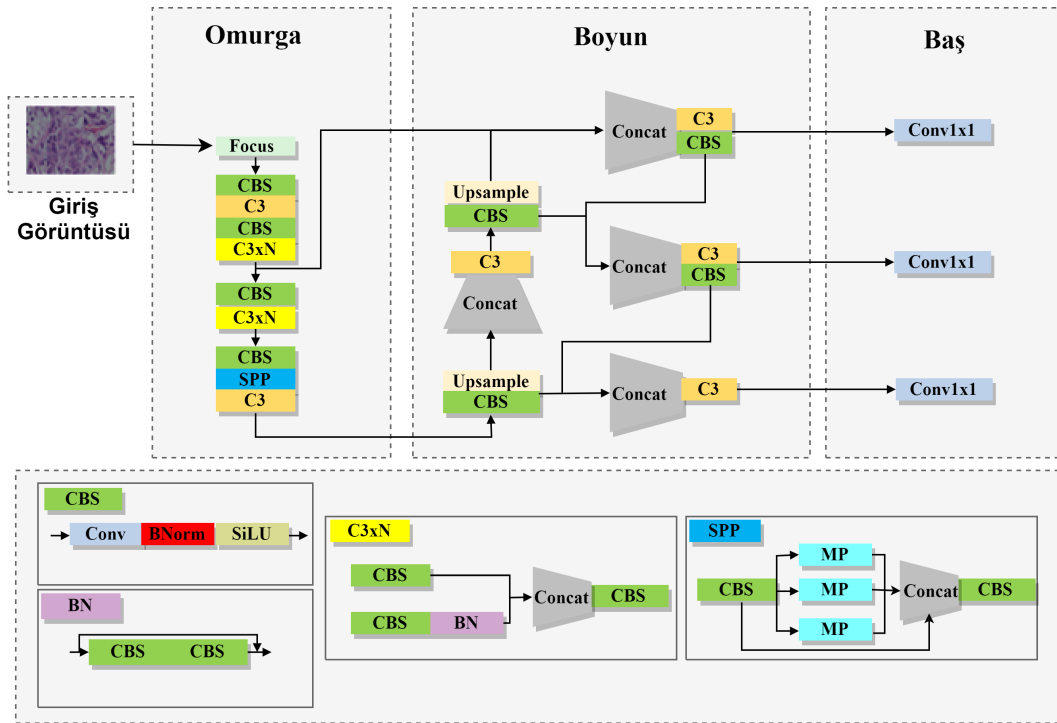 Omurga
Boyun
Baş
Giriş
Görüntüsü
Focus
CBS
C3
CBS
C3xN
CBS
C3xN
CBS
SPP
C3
Upsample
CBS
C3
Concat
Upsample
CBS
Concat
C3
CBS
Concat
C3
CBS
Concat
C3
Conv1x1
Conv1x1
Conv1x1
CBS
Conv BNorm SiLU
BN
CBS CBS
C3xN
CBS
CBS BN
Concat CBS
SPP
CBS
MP
MP
MP
Concat CBS